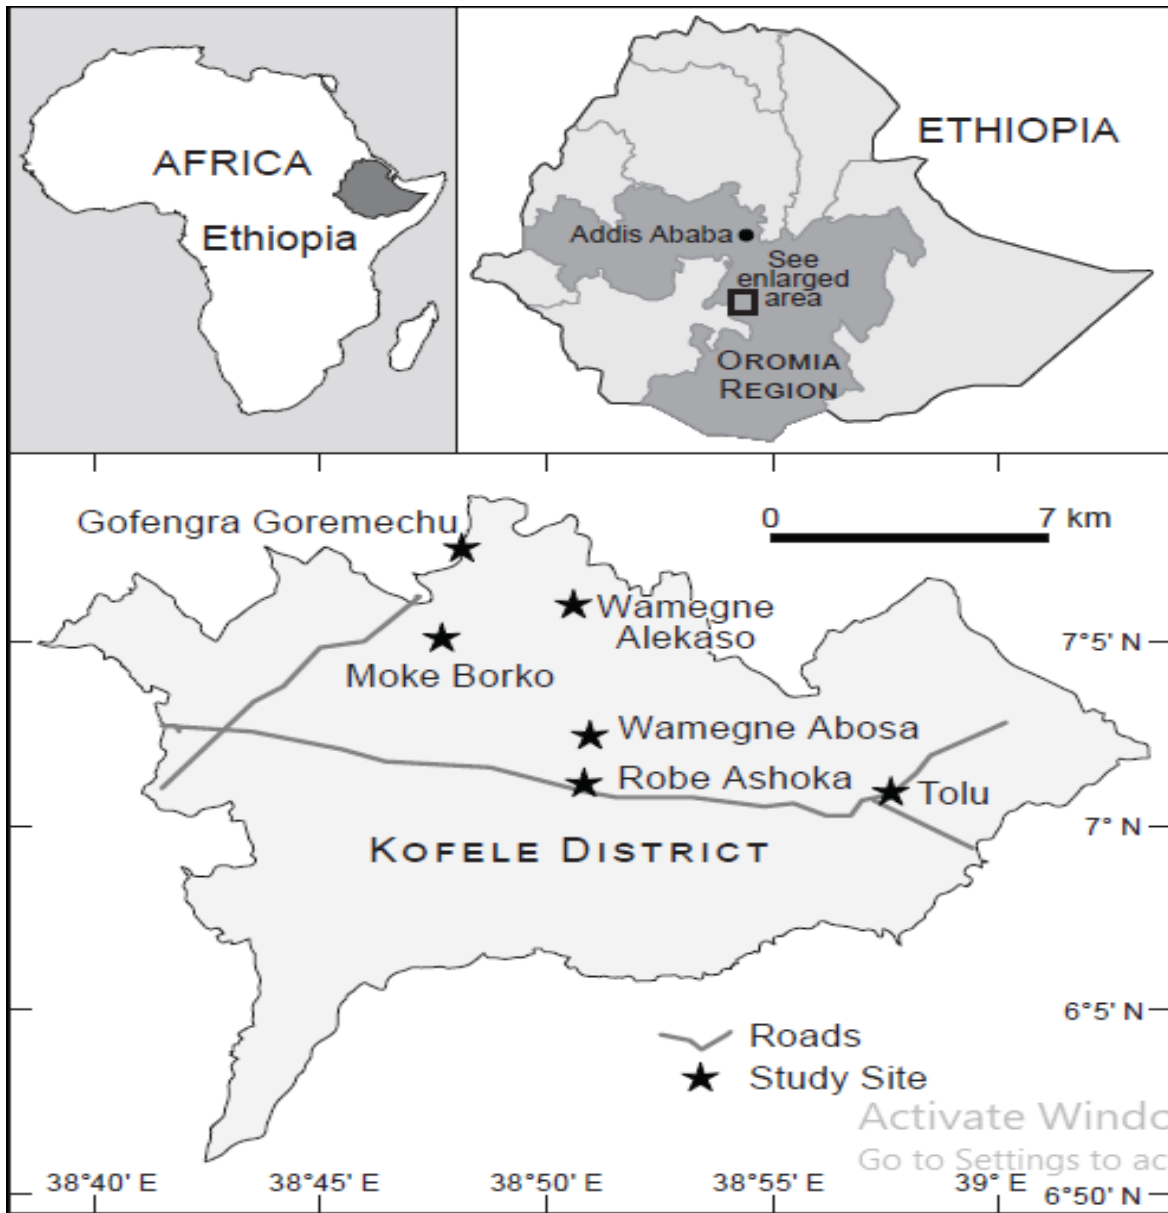 AFRICA
Ethiopia
ETHIOPIA
Addis Ababa
See
enlarged
area
OROMIA
REGION
Gofengra Goremechu
0 7 km
Wamegne
Alekaso
7°5' N
Moke Borko
Wamegne Abosa
Robe Ashoka
Tolu
7° N
KOFELE DISTRICT
6°5' N
Roads
Study Site
Activate Windo
Go to Settings to ac
38°40' E 38°45' E 38°50' E 38°55' E 39° E 6°50' N